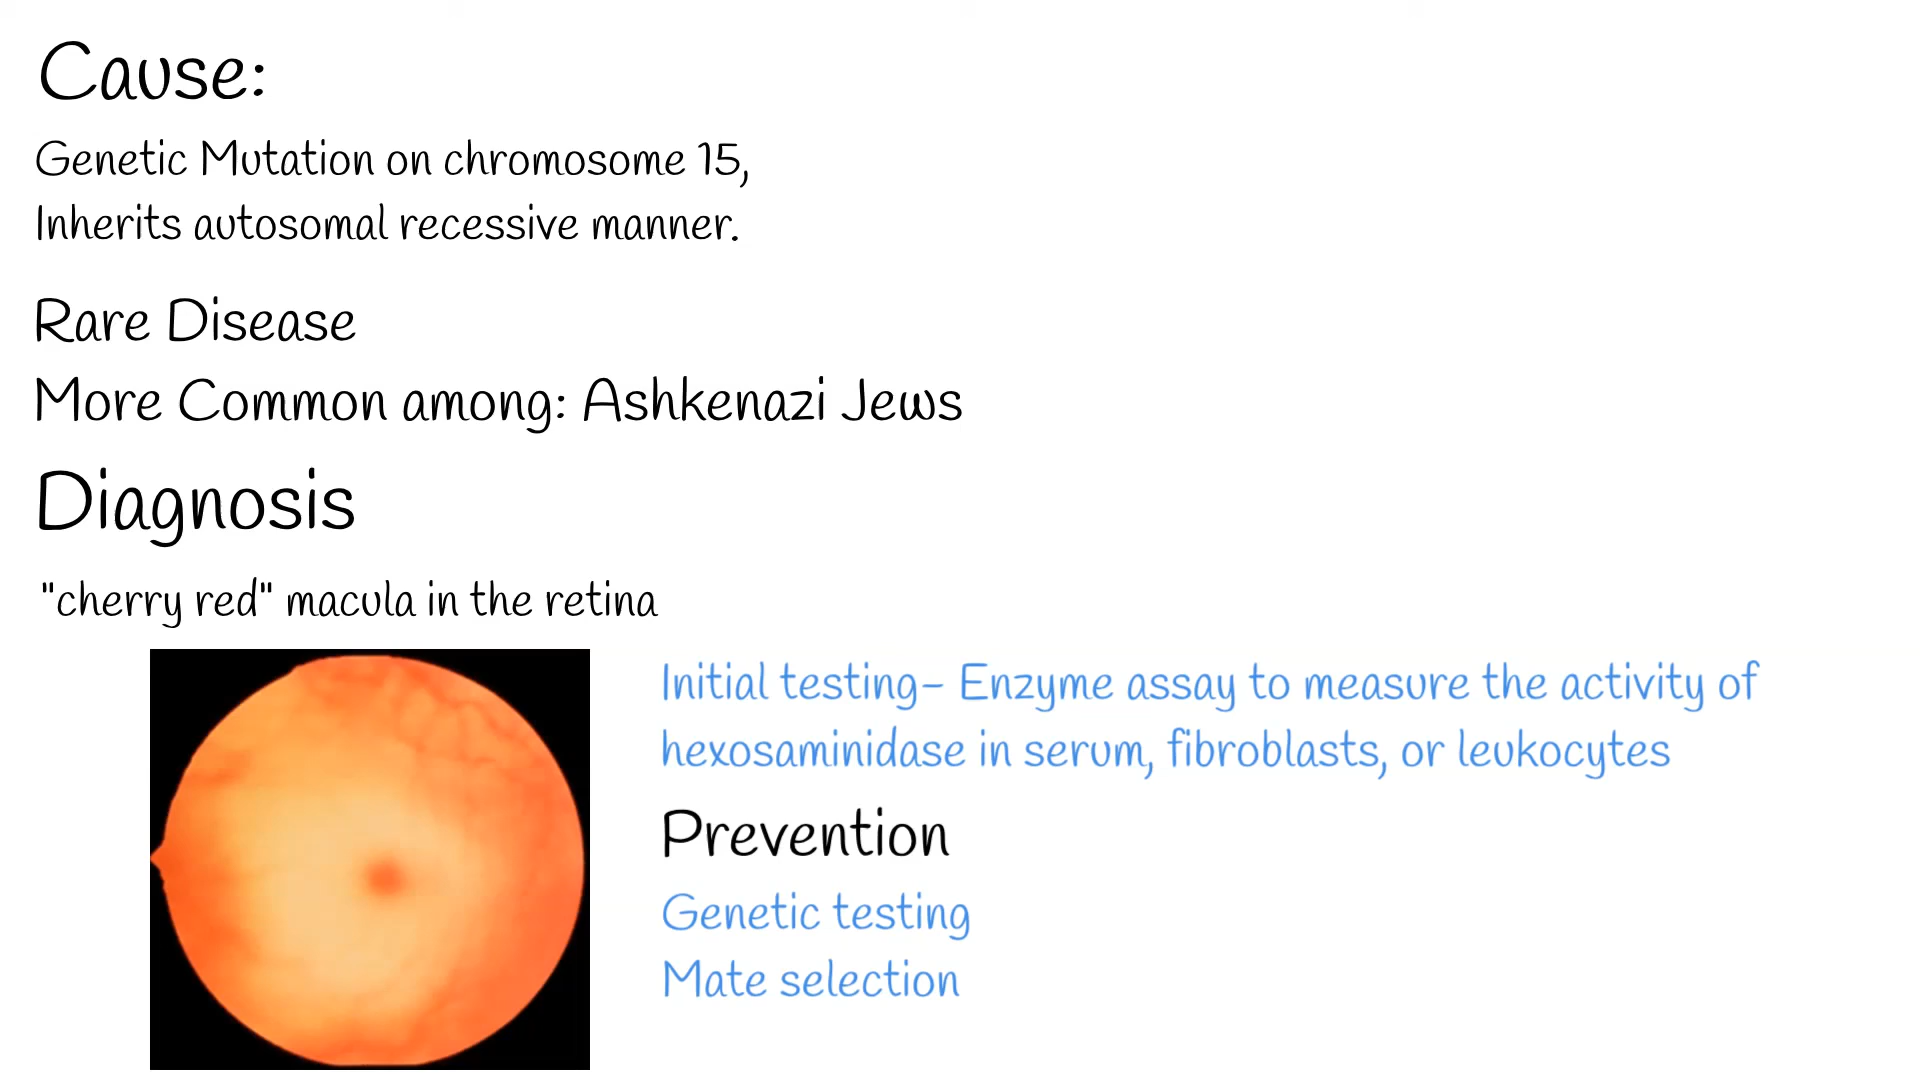 Cause:
Genetic Mutation on chromosome 15,
Inherits autosomal recessive manner.
Rare Disease
More Common among: Ashkenazi Jews
Diagnosis
"cherry red" macula in the retina
Initial testing- Enzyme assay to measure the activity of
hexosaminidase in serum, fibroblasts, or leukocytes
Prevention
Genetic testing
Mate selection